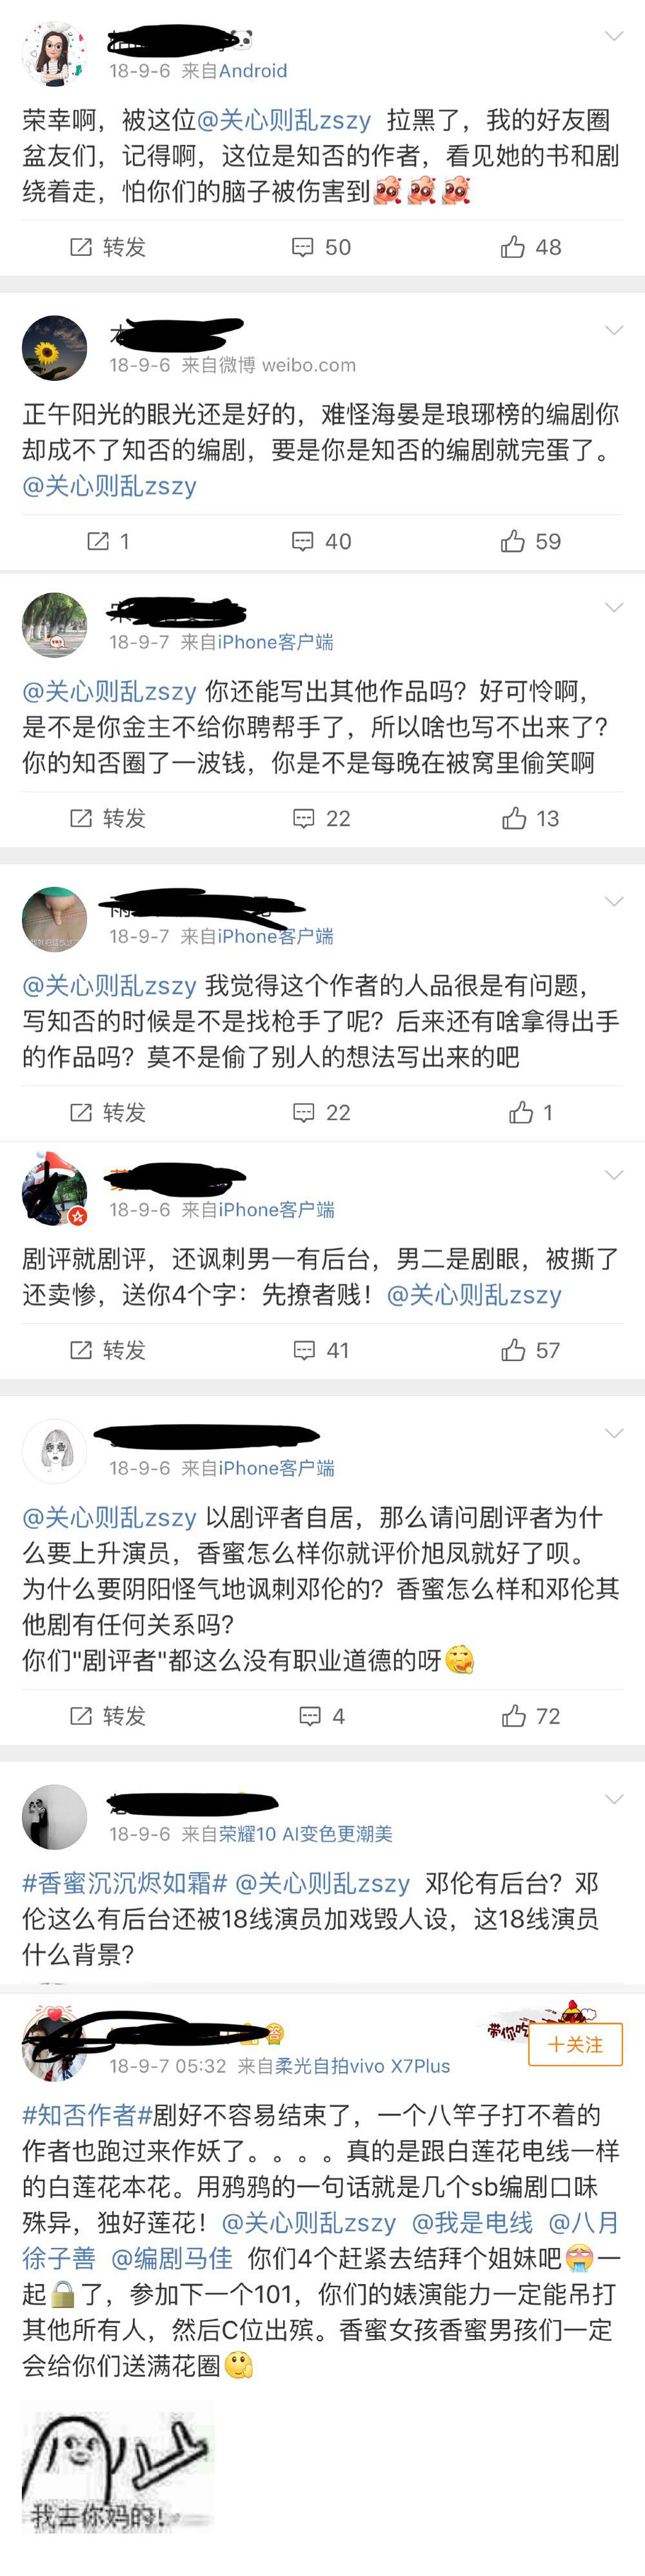 18-9-6 来自Android
荣幸啊，被这位@关心则乱zszy 拉黑了，我的好友圈
盆友们，记得啊，这位是知否的作者，看见她的书和剧
绕着走，怕你们的脑子被伤害到
转发 50 48
18-9-6 来自微博 weibo.com
正午阳光的眼光还是好的，难怪海晏是琅琊榜的编剧你
却成不了知否的编剧，要是你是知否的编剧就完蛋了。
@关心则乱zszy
1 40 59
18-9-7 来自iPhone客户端
@关心则乱zszy 你还能写出其他作品吗？好可怜啊，
是不是你金主不给你聘帮手了，所以啥也写不出来了？
你的知否圈了一波钱，你是不是每晚在被窝里偷笑啊
转发 22 13
18-9-7 来自iPhone客户端
@关心则乱zszy 我觉得这个作者的人品很是有问题，
写知否的时候是不是找枪手了呢？后来还有啥拿得出手
的作品吗？莫不是偷了别人的想法写出来的吧
转发 22 1
18-9-6 来自iPhone客户端
剧评就剧评，还讽刺男一有后台，男二是剧眼，被撕了
还卖惨，送你4个字：先撩者贱！@关心则乱zszy
转发 41 57
18-9-6 来自iPhone客户端
@关心则乱zszy 以剧评者自居，那么请问剧评者为什
么要上升演员，香蜜怎么样你就评价旭凤就好了呗。
为什么要阴阳怪气地讽刺邓伦的？香蜜怎么样和邓伦其
他剧有任何关系吗？
你们"剧评者"都这么没有职业道德的呀
转发 4 72
18-9-6 来自荣耀10 AI变色更潮美
#香蜜沉沉烬如霜# @关心则乱zszy 邓伦有后台？邓
伦这么有后台还被18线演员加戏毁人设，这18线演员
什么背景？
带你吃
十关注
18-9-7 05:32 来自柔光自拍vivo X7Plus
#知否作者#剧好不容易结束了，一个八竿子打不着的
作者也跑过来作妖了。。。。真的是跟白莲花电线一样
的白莲花本花。用鸦鸦的一句话就是几个sb编剧口味
殊异，独好莲花！@关心则乱zszy @我是电线 @八月
徐子善 @编剧马佳 你们4个赶紧去结拜个姐妹吧 一
起 了，参加下一个101，你们的婊演能力一定能吊打
其他所有人，然后C位出殡。香蜜女孩香蜜男孩们一定
会给你们送满花圈
我去你妈的！